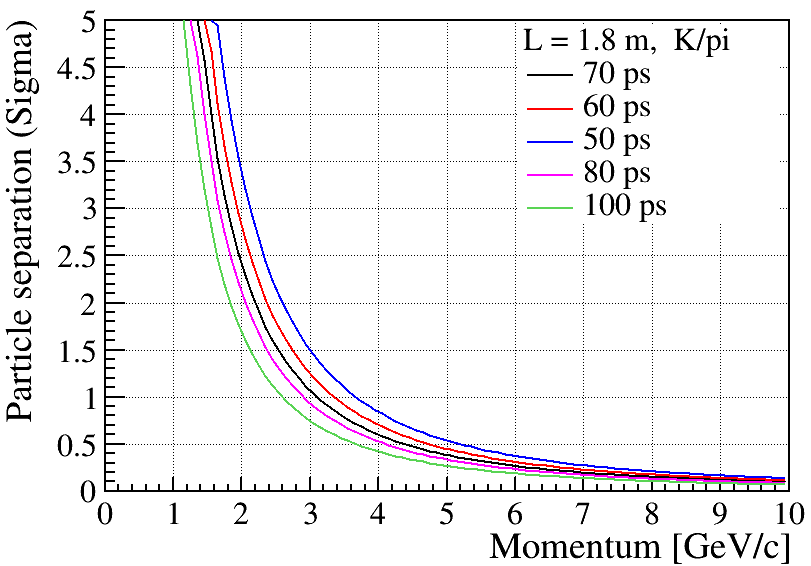 Particle separation (Sigma)
5
4.5
4
3.5
3
2.5
2
1.5
1
0.5
0
L = 1.8 m,  K/pi
70 ps
60 ps
50 ps
80 ps
100 ps
0 1 2 3 4 5 6 7 8 9 10
Momentum [GeV/c]